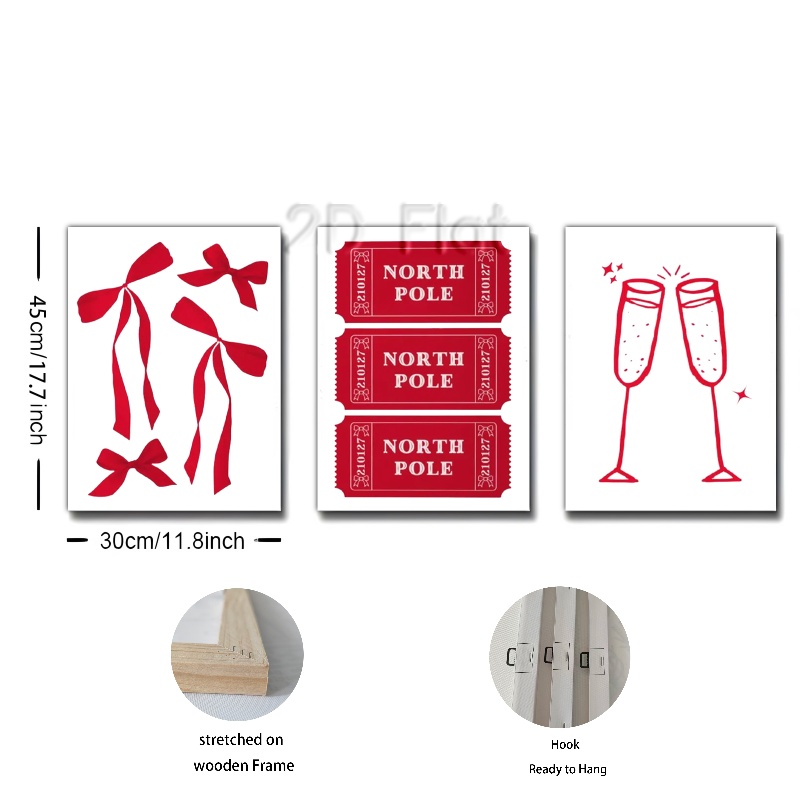 2D Flat
45cm/17.7inch
NORTH
POLE
210127
210127
NORTH
POLE
210127
210127
NORTH
POLE
210127
210127
30cm/11.8inch
stretched on
wooden Frame
Hook
Ready to Hang